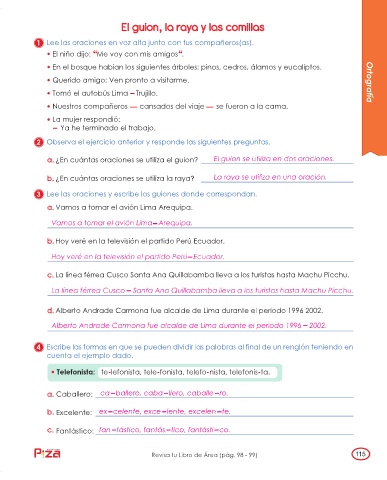 El guion, la raya y las comillas
1 Lee las oraciones en voz alta junto con tus compañeros(as).
• El niño dijo: “Me voy con mis amigos”.
• En el bosque habían los siguientes árboles: pinos, cedros, álamos y eucaliptos.
• Querido amigo: Ven pronto a visitarme.
• Tomó el autobús Lima – Trujillo.
• Nuestros compañeros — cansados del viaje — se fueron a la cama.
• La mujer respondió:
– Ya he terminado el trabajo.
Ortografía
2 Observa el ejercicio anterior y responde las siguientes preguntas.
a. ¿En cuántas oraciones se utiliza el guion? El guion se utiliza en dos oraciones.
b. ¿En cuántas oraciones se utiliza la raya? La raya se utiliza en una oración.
3 Lee las oraciones y escribe los guiones donde correspondan.
a. Vamos a tomar el avión Lima Arequipa.
Vamos a tomar el avión Lima–Arequipa.
b. Hoy veré en la televisión el partido Perú Ecuador.
Hoy veré en la televisión el partido Perú–Ecuador.
c. La línea férrea Cusco Santa Ana Quillabamba lleva a los turistas hasta Machu Picchu.
La línea férrea Cusco – Santa Ana Quillabamba lleva a los turistas hasta Machu Picchu.
d. Alberto Andrade Carmona fue alcalde de Lima durante el periodo 1996 2002.
Alberto Andrade Carmona fue alcalde de Lima durante el periodo 1996 – 2002.
4 Escribe las formas en que se pueden dividir las palabras al final de un renglón teniendo en
cuenta el ejemplo dado.
• Telefonista: te-lefonista, tele-fonista, telefo-nista, telefonis-ta.
a. Caballero: ca–ballero, caba–llero, caballe–ro.
b. Excelente: ex–celente, exce–lente, excelen–te.
c. Fantástico: fan–tástico, fantás–tico, fantásti–co.
Pizá
Revisa tu Libro de Área (pág. 98 - 99)
115